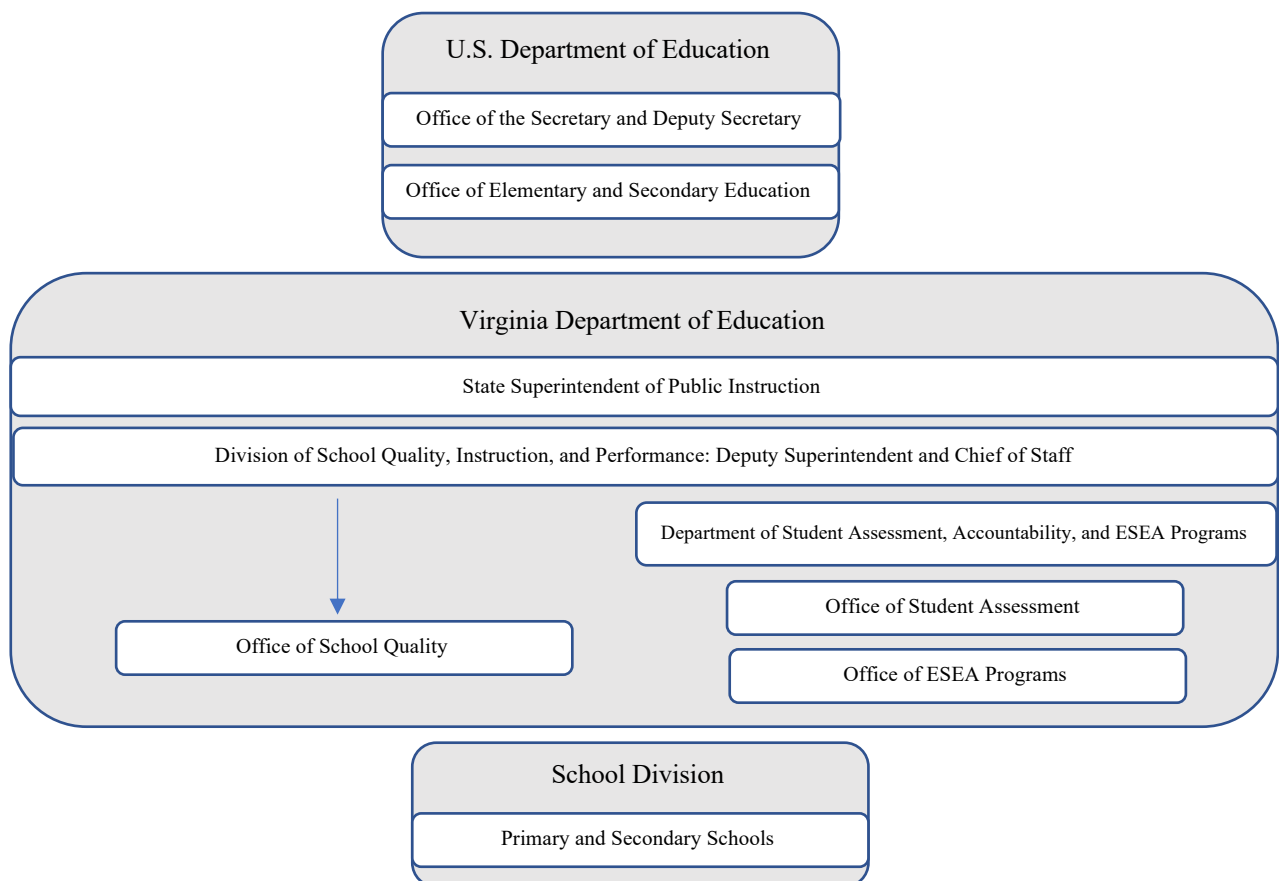 U.S. Department of Education
Office of the Secretary and Deputy Secretary
Office of Elementary and Secondary Education
Virginia Department of Education
State Superintendent of Public Instruction
Division of School Quality, Instruction, and Performance: Deputy Superintendent and Chief of Staff
Department of Student Assessment, Accountability, and ESEA Programs
Office of Student Assessment
Office of School Quality
Office of ESEA Programs
School Division
Primary and Secondary Schools